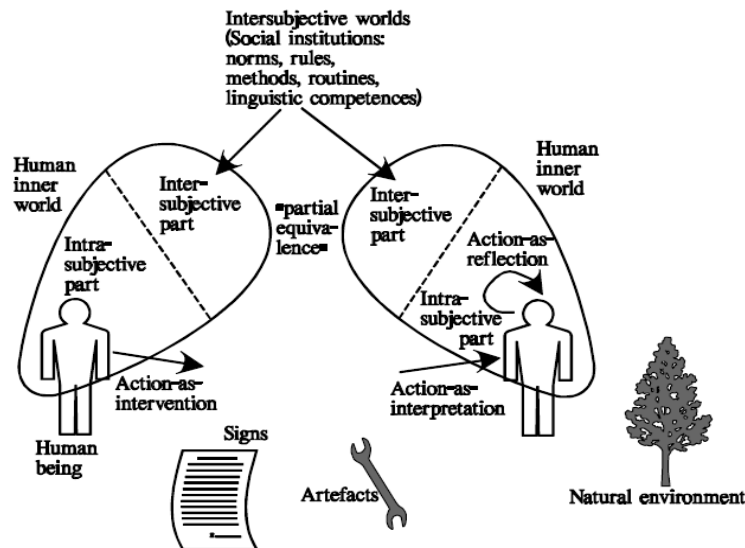 Intersubjective worlds
(Social institutions:
norms, rules,
methods, routines,
linguistic competences)
Human
inner
world
Inter-
subjective
part
"partial
equiva-
lence"
Inter-
subjective
part
Human
inner
world
Intra-
subjective
part
Action-as-
reflection
Intra-
subjective
part
Action-as-
intervention
Action-as-
interpretation
Human
being
Signs
Artefacts
Natural environment